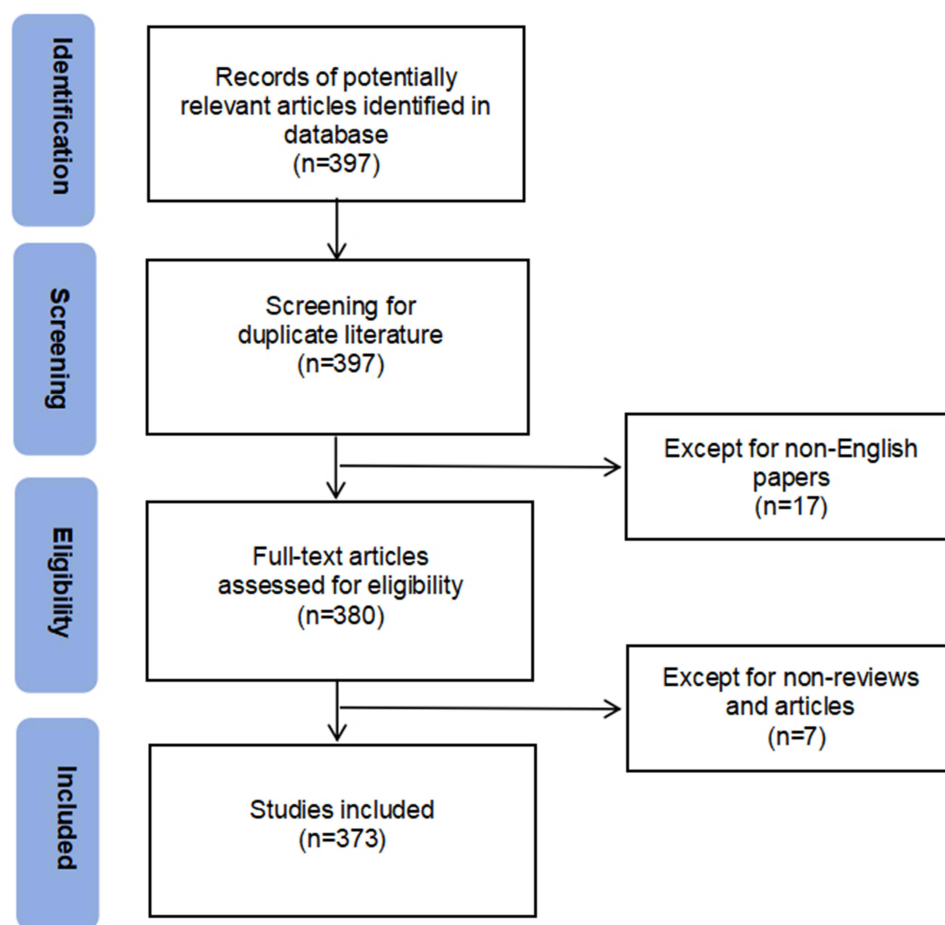 Identification
Records of potentially
relevant articles identified in
database
(n=397)
Screening
Screening for
duplicate literature
(n=397)
Except for non-English
papers
(n=17)
Eligibility
Full-text articles
assessed for eligibility
(n=380)
Except for non-reviews
and articles
(n=7)
Included
Studies included
(n=373)